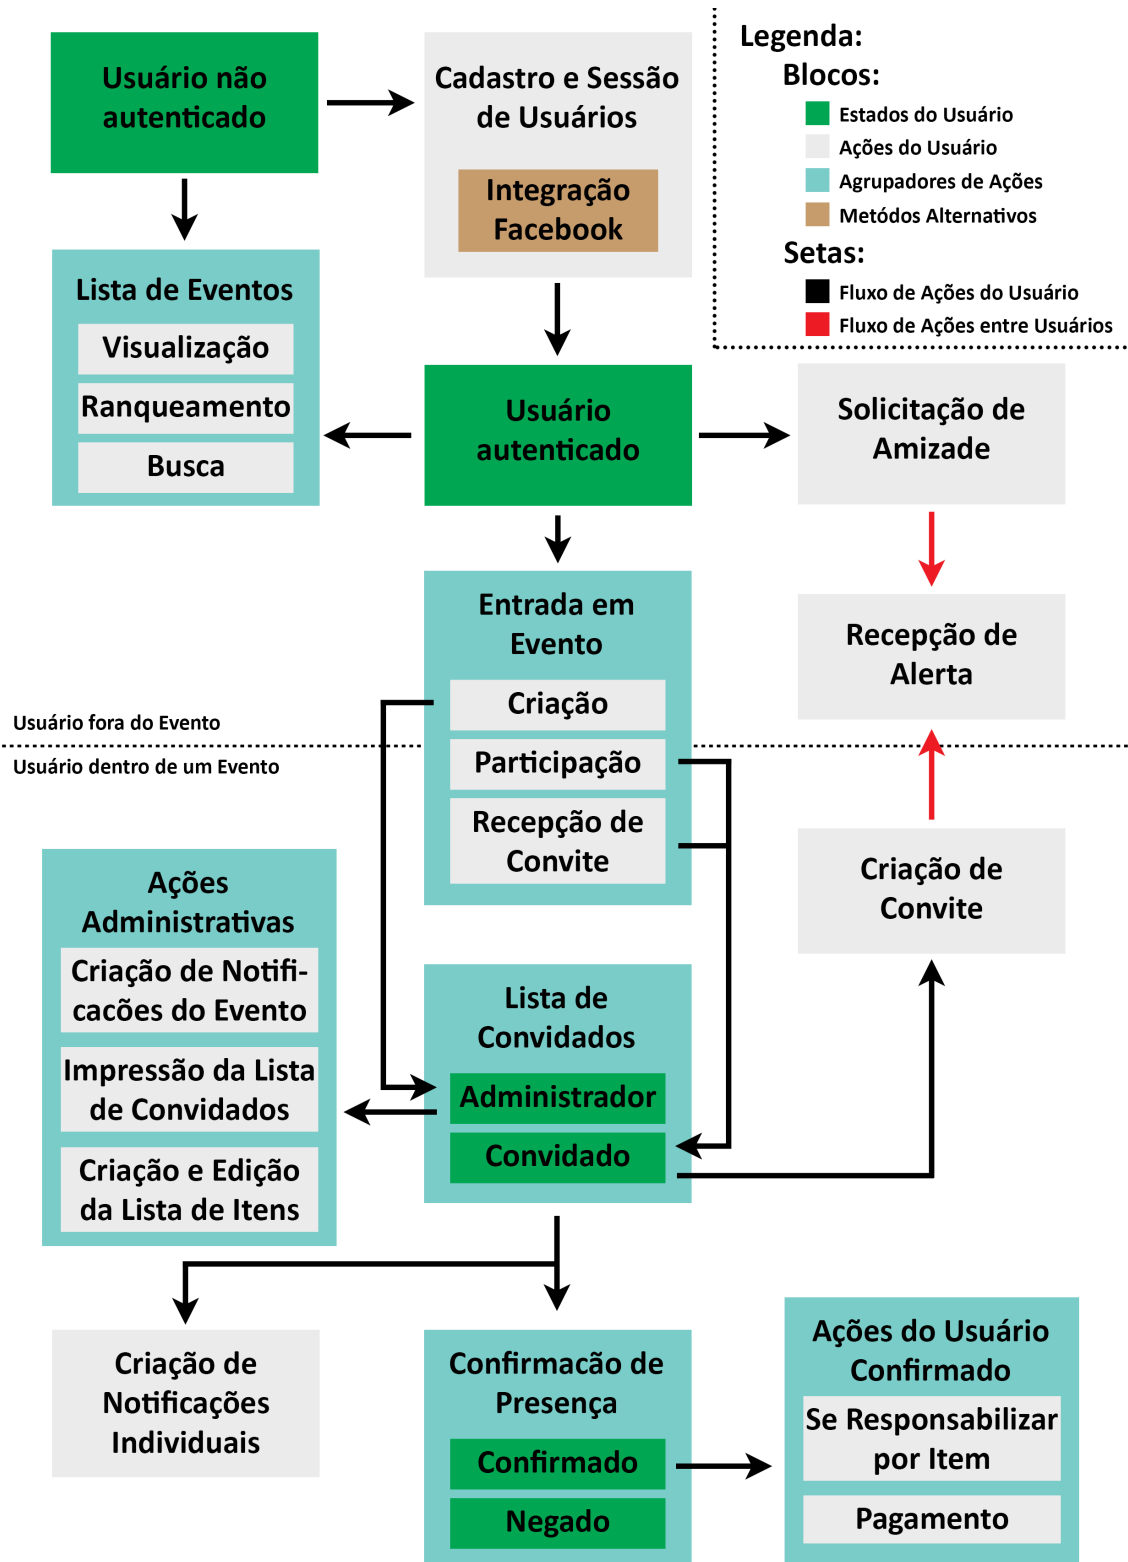 Usuário não
autenticado
Cadastro e Sessão
de Usuários
Integração
Facebook
Legenda:
Blocos:
Estados do Usuário
Ações do Usuário
Agrupadores de Ações
Metódos Alternativos
Setas:
Fluxo de Ações do Usuário
Fluxo de Ações entre Usuários
Lista de Eventos
Visualização
Ranqueamento
Busca
Usuário
autenticado
Solicitação de
Amizade
Entrada em
Evento
Criação
Participação
Recepção de
Convite
Recepção de
Alerta
Usuário fora do Evento
Usuário dentro de um Evento
Criação de
Convite
Ações
Administrativas
Criação de Notifi-
cacões do Evento
Impressão da Lista
de Convidados
Criação e Edição
da Lista de Itens
Lista de
Convidados
Administrador
Convidado
Criação de
Notificações
Individuais
Confirmacão de
Presença
Confirmado
Negado
Ações do Usuário
Confirmado
Se Responsabilizar
por Item
Pagamento